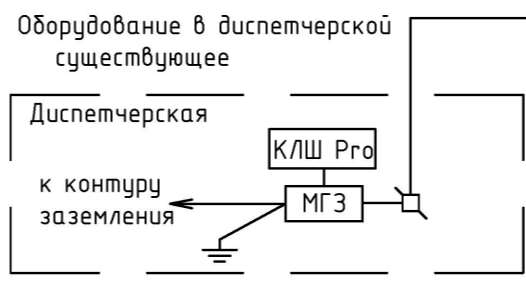 Оборудование в диспетчерской
существующее
Диспетчерская
КЛШ Pro
к контуру
заземления
МГЗ